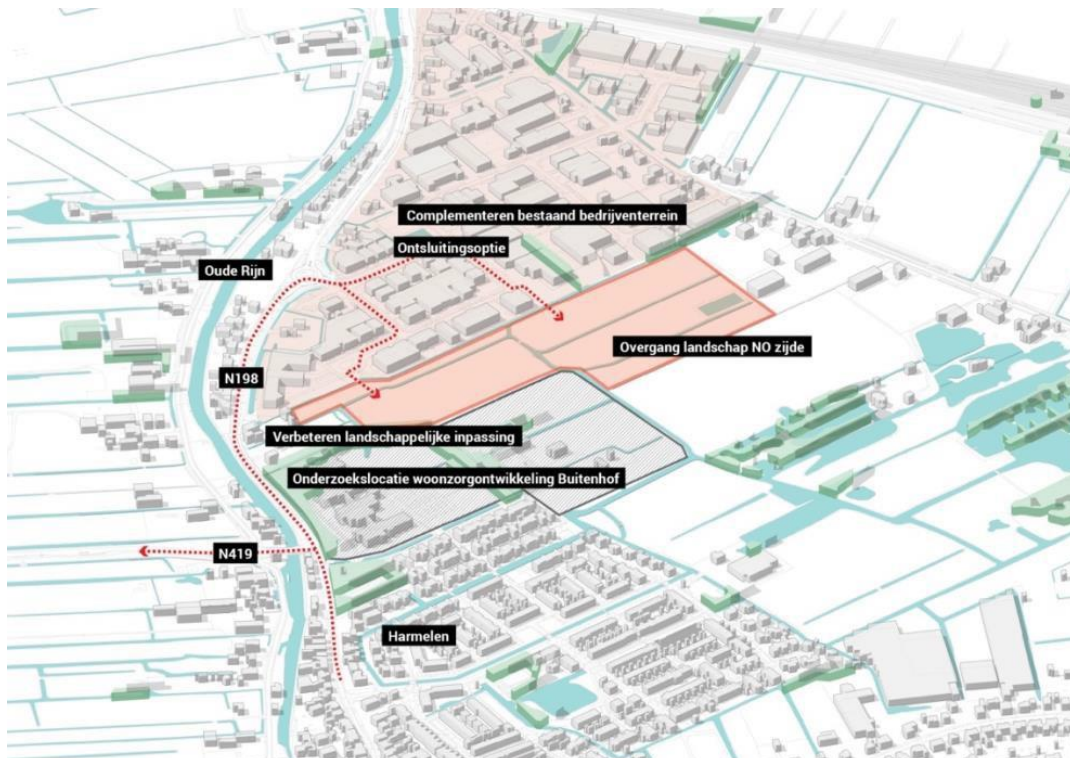 Complementeren bestaand bedrijventerrein
Ontsluitingsoptie
Oude Rijn
Overgang landschap NO zijde
N198
Verbeteren landschappelijke inpassing
Onderzoekslocatie woonzorgontwikkeling Buitenhof
N419
Harmelen